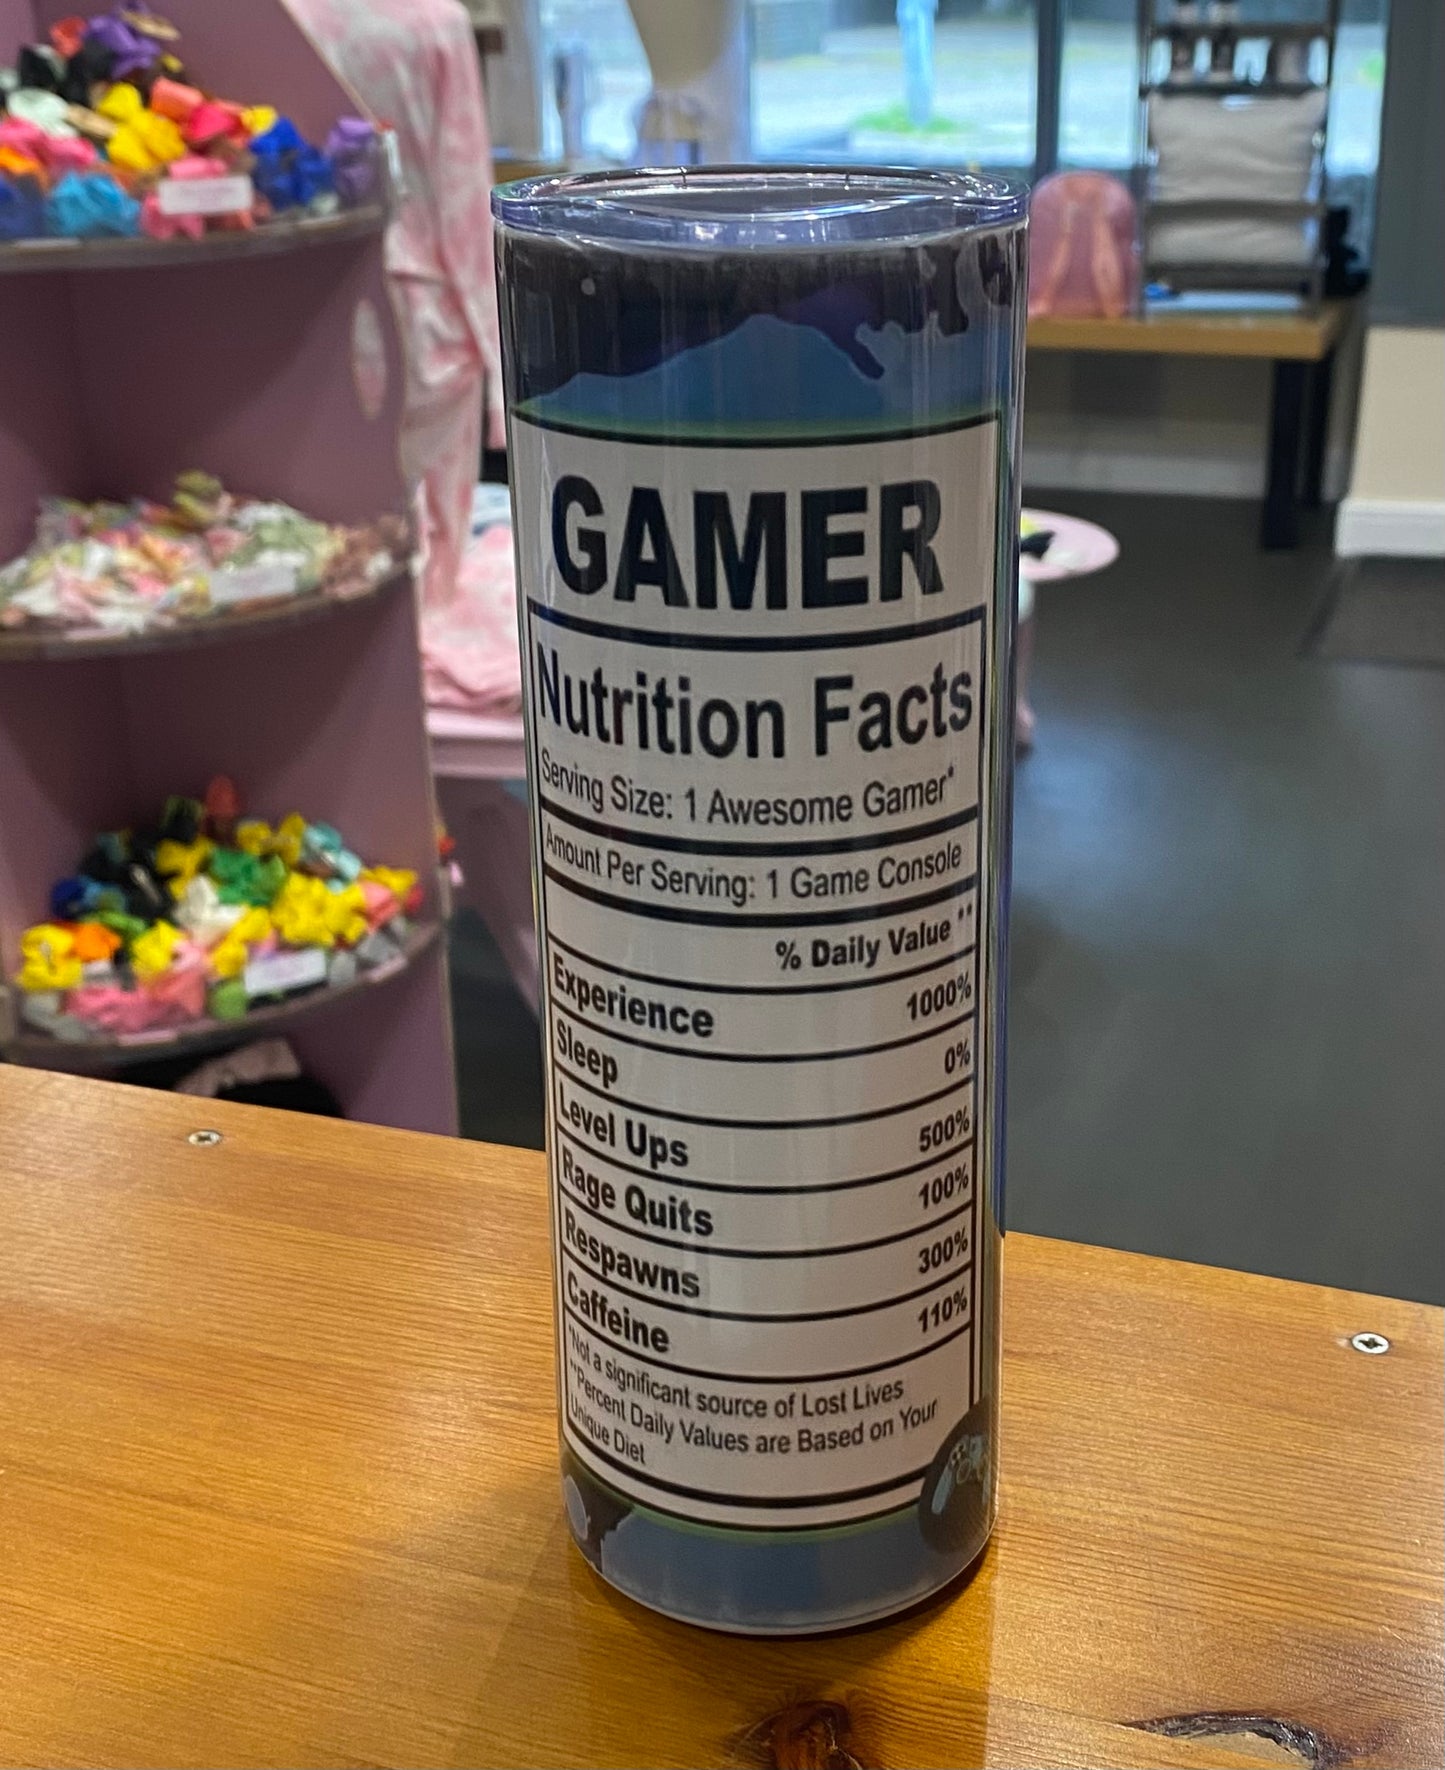 GAMER
Nutrition Facts
Serving Size: 1 Awesome Gamer*
Amount Per Serving: 1 Game Console
% Daily Value **
Experience 1000%
Sleep 0%
Level Ups 500%
Rage Quits 100%
Respawns 300%
Caffeine 110%
*Not a significant source of Lost Lives
**Percent Daily Values are Based on Your
Unique Diet